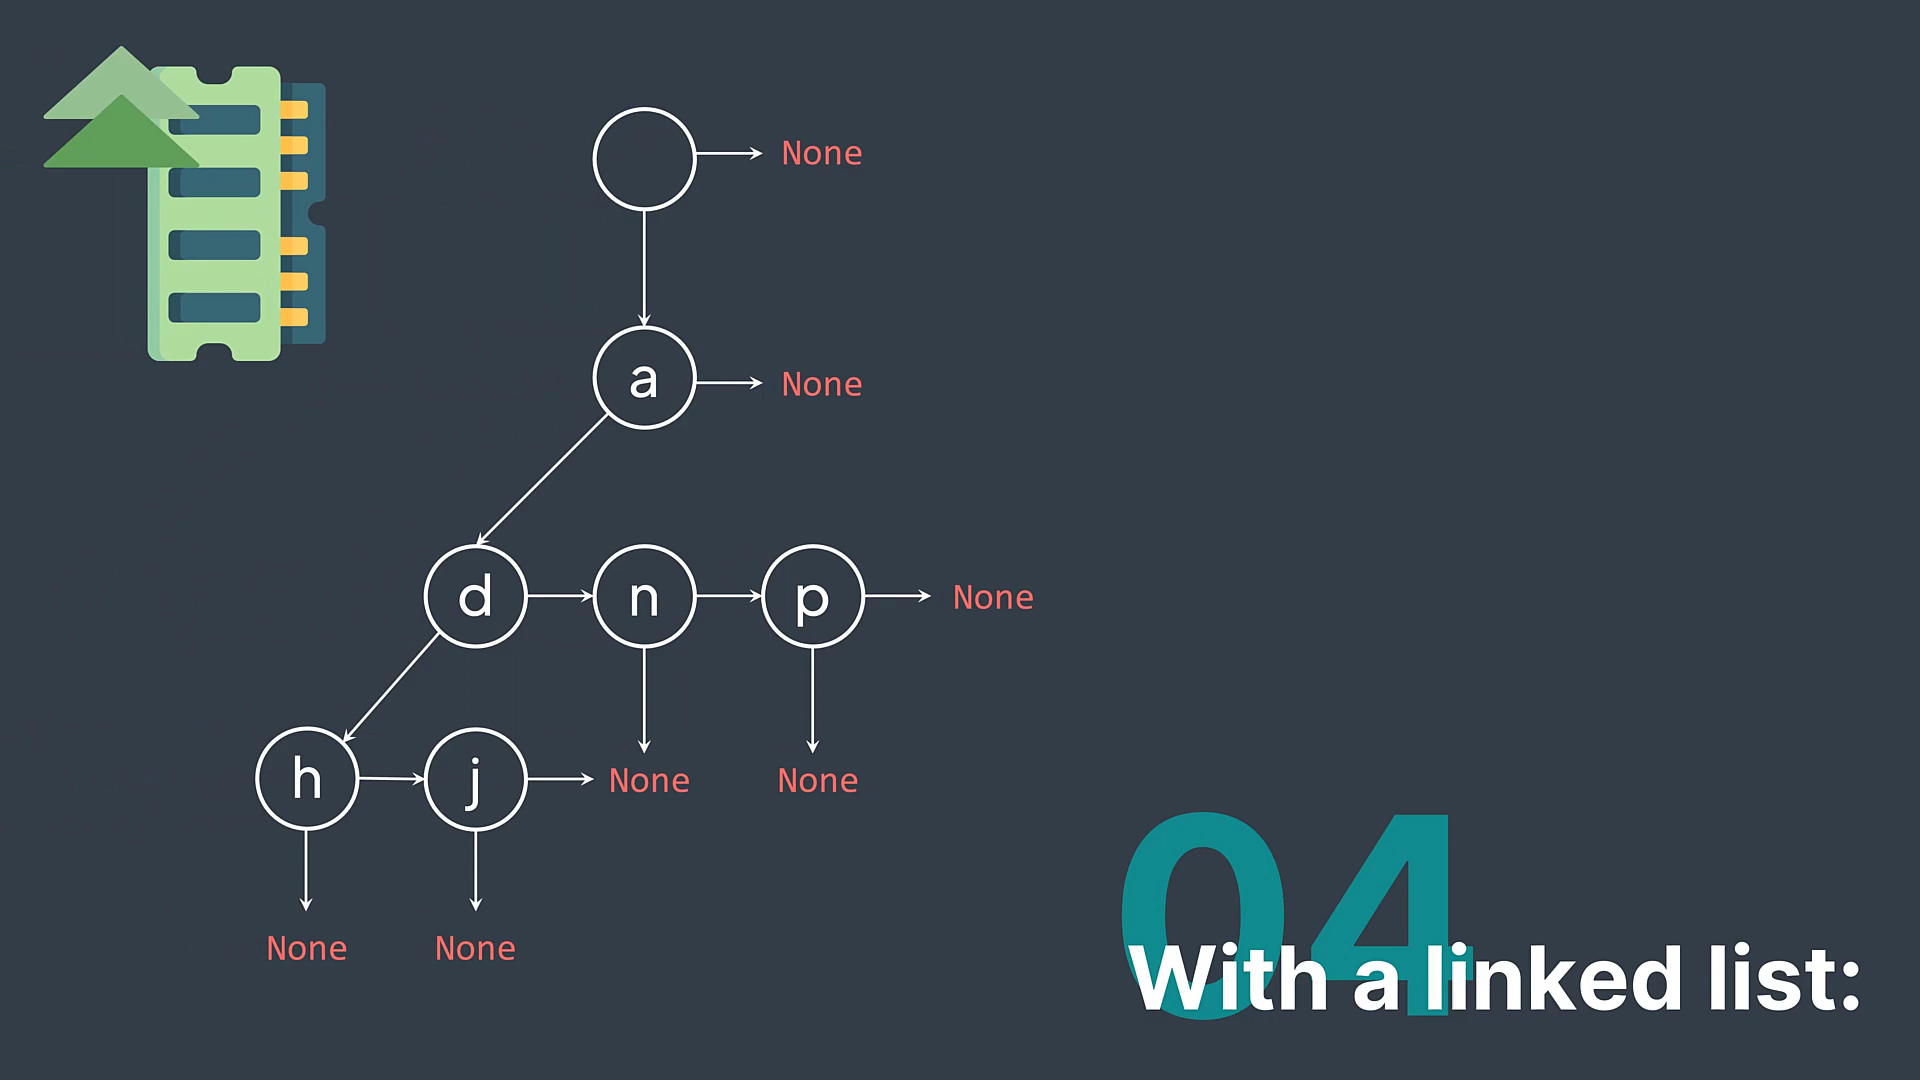 None
a
None
d
n
p
None
h
j
None
None
None
None
04
With a linked list: